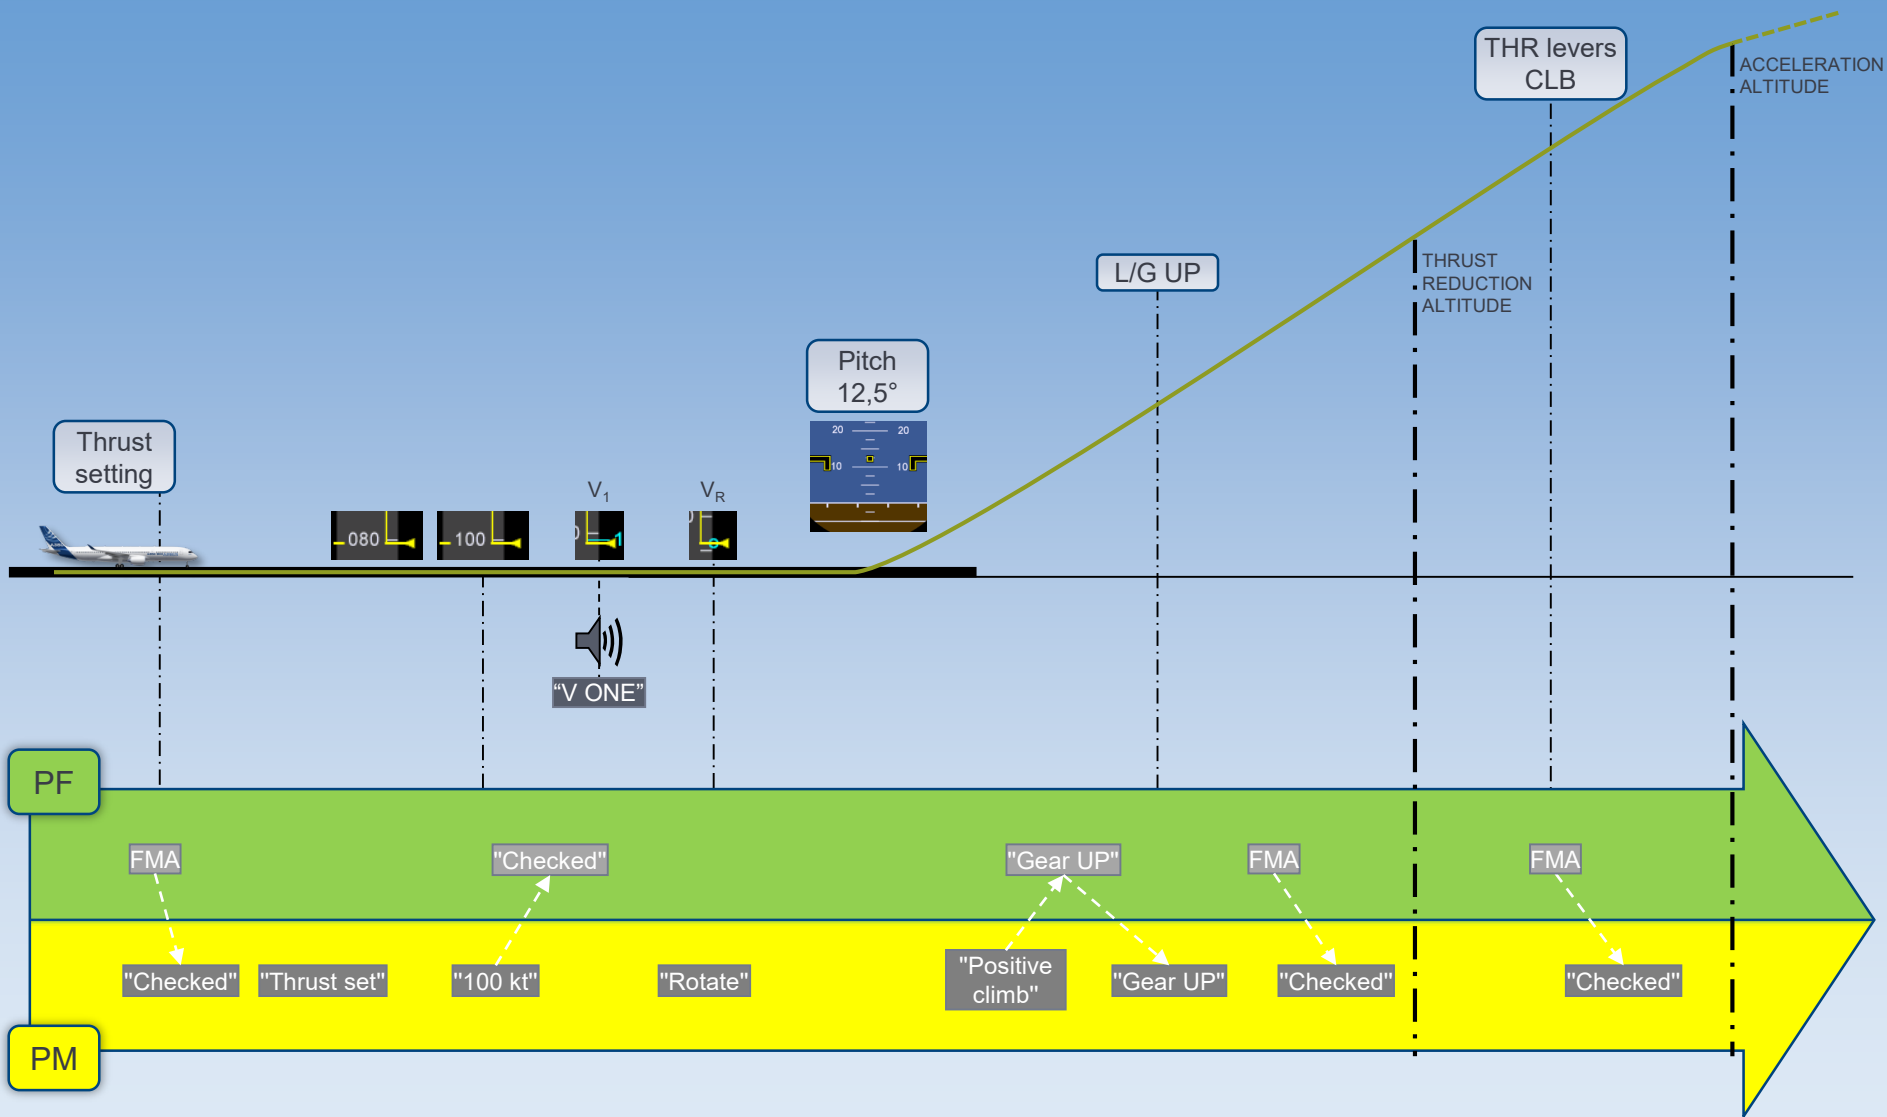 THR levers
CLB
ACCELERATION
ALTITUDE
L/G UP
THRUST
REDUCTION
ALTITUDE
Pitch
12,5°
20 20
10 10
Thrust
setting
V1
VR
080
100
1
"V ONE"
PF
FMA
"Checked"
"Gear UP"
FMA
FMA
"Checked"
"Thrust set"
"100 kt"
"Rotate"
"Positive
climb"
"Gear UP"
"Checked"
"Checked"
PM